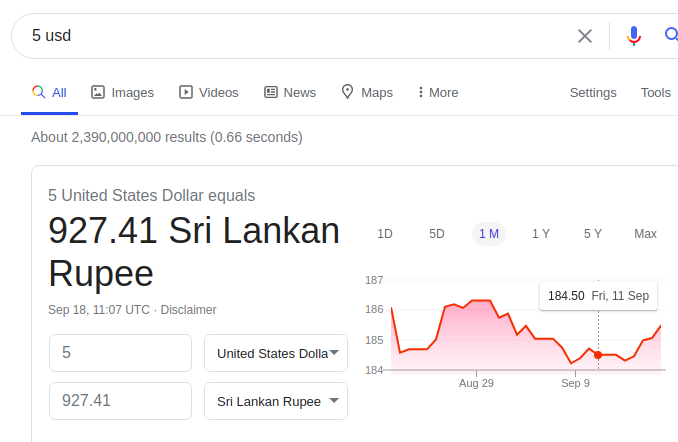 5 usd
All Images Videos News Maps More Settings Tools
About 2,390,000,000 results (0.66 seconds)
5 United States Dollar equals
927.41 Sri Lankan
Rupee
Sep 18, 11:07 UTC · Disclaimer
5 United States Dolla
927.41 Sri Lankan Rupee
1D 5D 1 M 1 Y 5 Y Max
187
184.50 Fri, 11 Sep
186
185
184
Aug 29 Sep 9